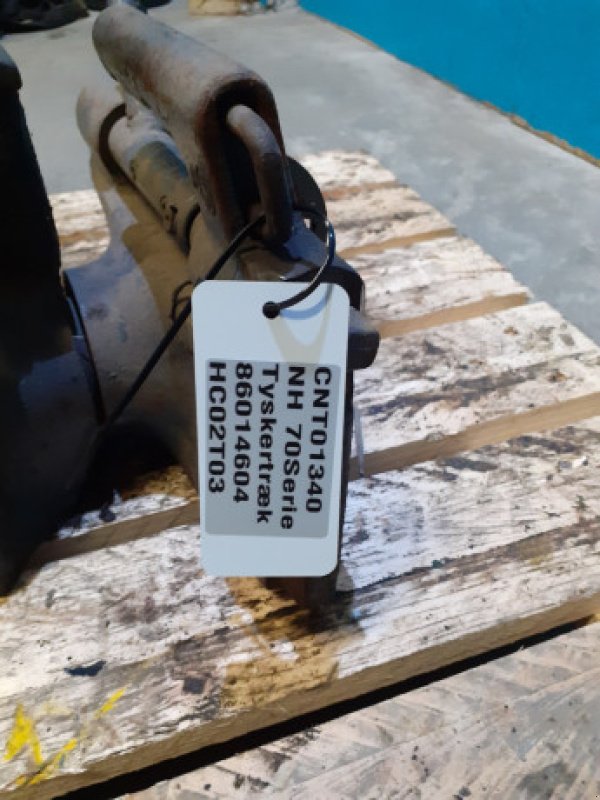 CNT01340
NH 70Serie
Tyskertræk
86014604
HC02T03